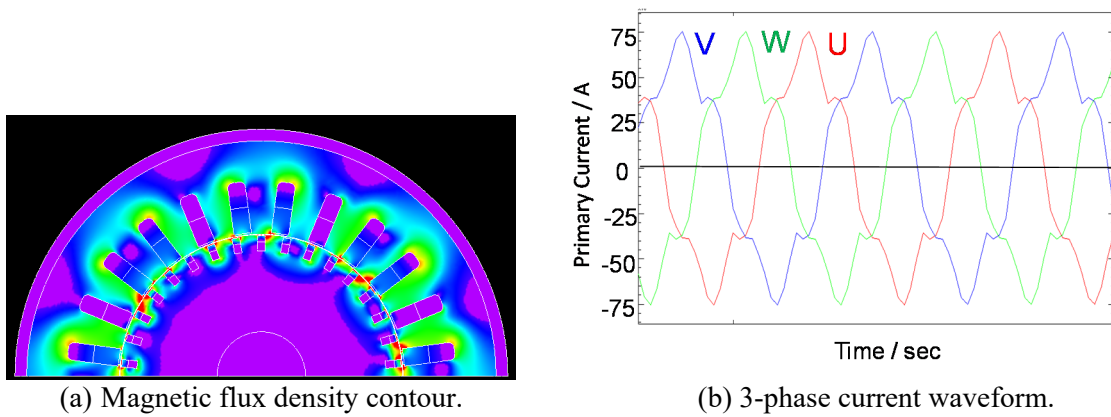 V W U
75
50
25
0
-25
-50
-75
Primary Current / A
Time / sec
(a) Magnetic flux density contour.
(b) 3-phase current waveform.